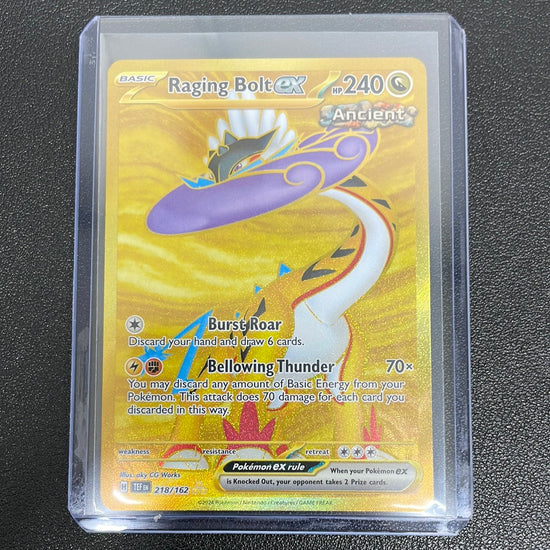 BASIC Raging Bolt ex HP 240
Ancient
Burst Roar
Discard your hand and draw 6 cards.
Bellowing Thunder 70×
You may discard any amount of Basic Energy from your
Pokémon. This attack does 70 damage for each card you
discarded in this way.
weakness resistance retreat
Illus. aky CG Works
H TEF EN 218/162
Pokémon ex rule
When your Pokémon ex
is Knocked Out, your opponent takes 2 Prize cards.
©2024 Pokémon / Nintendo / Creatures / GAME FREAK